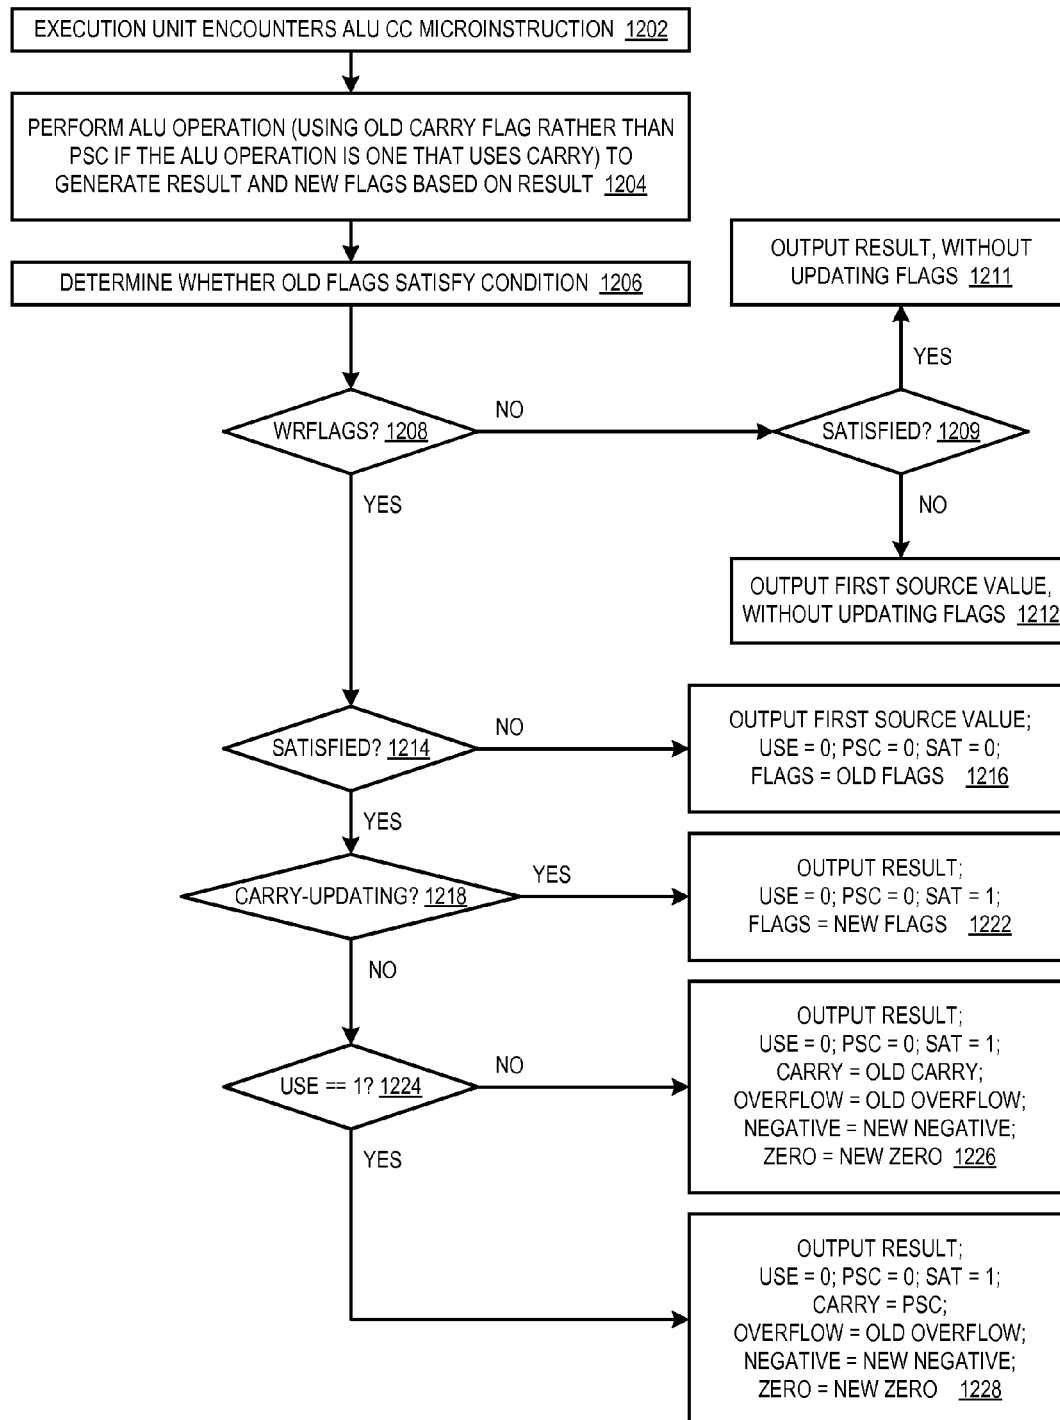 EXECUTION UNIT ENCOUNTERS ALU CC MICROINSTRUCTION 1202
PERFORM ALU OPERATION (USING OLD CARRY FLAG RATHER THAN
PSC IF THE ALU OPERATION IS ONE THAT USES CARRY) TO
GENERATE RESULT AND NEW FLAGS BASED ON RESULT 1204
DETERMINE WHETHER OLD FLAGS SATISFY CONDITION 1206
OUTPUT RESULT, WITHOUT
UPDATING FLAGS 1211
YES
WRFLAGS? 1208
NO
SATISFIED? 1209
YES
NO
OUTPUT FIRST SOURCE VALUE,
WITHOUT UPDATING FLAGS 1212
SATISFIED? 1214
NO
OUTPUT FIRST SOURCE VALUE;
USE = 0; PSC = 0; SAT = 0;
FLAGS = OLD FLAGS 1216
YES
CARRY-UPDATING? 1218
YES
OUTPUT RESULT;
USE = 0; PSC = 0; SAT = 1;
FLAGS = NEW FLAGS 1222
NO
USE == 1? 1224
NO
OUTPUT RESULT;
USE = 0; PSC = 0; SAT = 1;
CARRY = OLD CARRY;
OVERFLOW = OLD OVERFLOW;
NEGATIVE = NEW NEGATIVE;
ZERO = NEW ZERO 1226
YES
OUTPUT RESULT;
USE = 0; PSC = 0; SAT = 1;
CARRY = PSC;
OVERFLOW = OLD OVERFLOW;
NEGATIVE = NEW NEGATIVE;
ZERO = NEW ZERO 1228